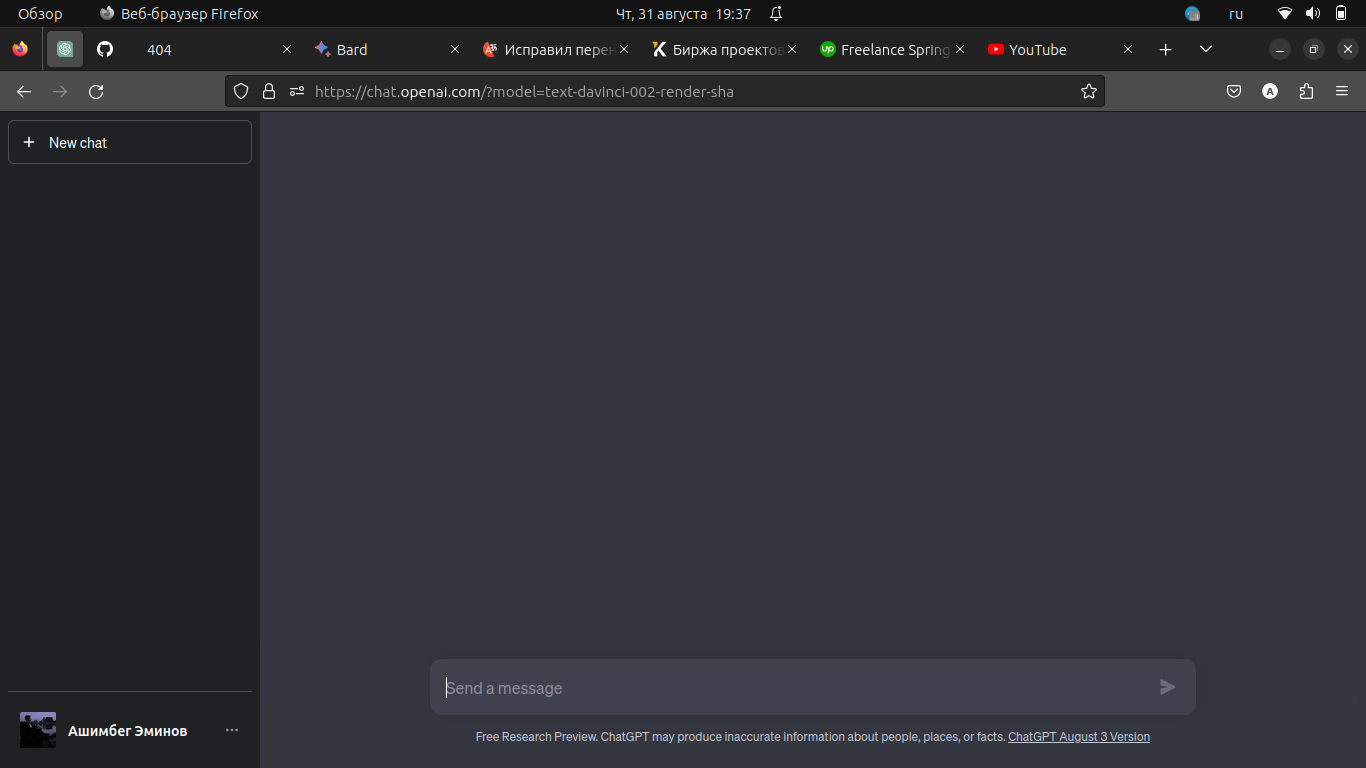 Обзор Веб-браузер Firefox Чт, 31 августа 19:37 ru
404 Bard Исправил перен Биржа проектов Freelance Spring YouTube
https://chat.openai.com/?model=text-davinci-002-render-sha A
New chat
Send a message
Ашимбег Эминов
Free Research Preview. ChatGPT may produce inaccurate information about people, places, or facts. ChatGPT August 3 Version